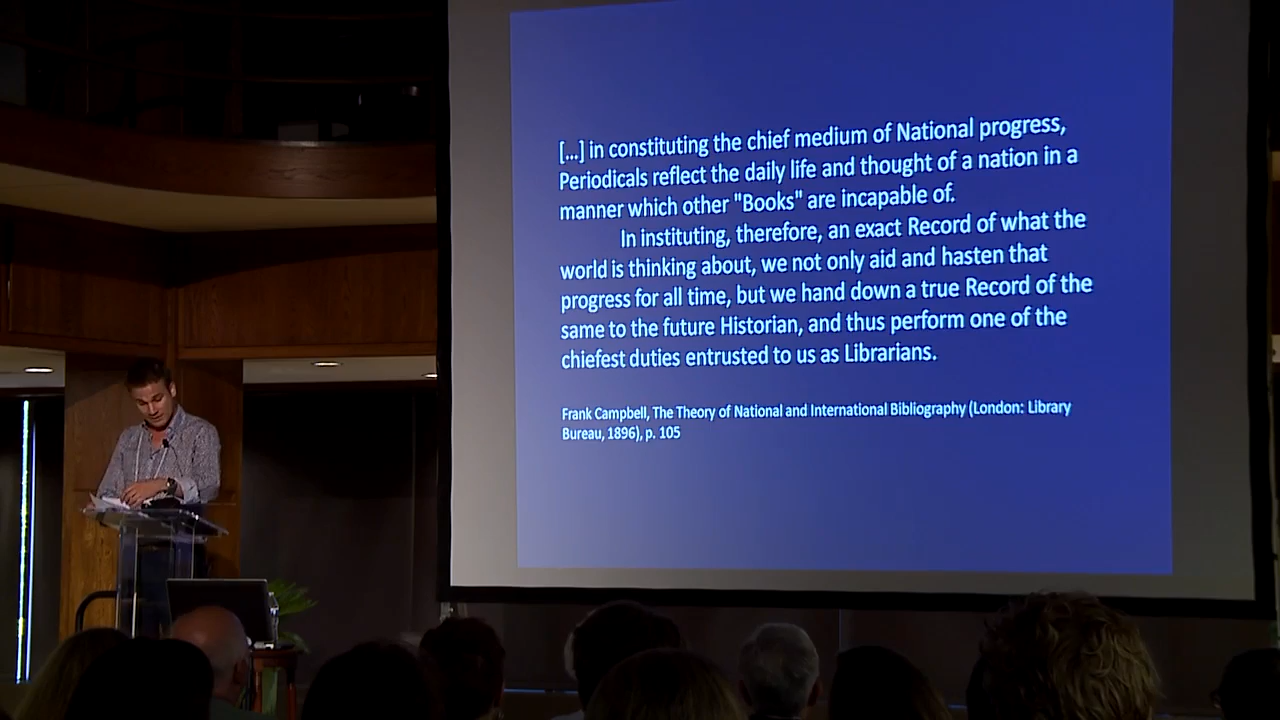 [...] in constituting the chief medium of National progress,
Periodicals reflect the daily life and thought of a nation in a
manner which other "Books" are incapable of.
In instituting, therefore, an exact Record of what the
world is thinking about, we not only aid and hasten that
progress for all time, but we hand down a true Record of the
same to the future Historian, and thus perform one of the
chiefest duties entrusted to us as Librarians.
Frank Campbell, The Theory of National and International Bibliography (London: Library
Bureau, 1896), p. 105